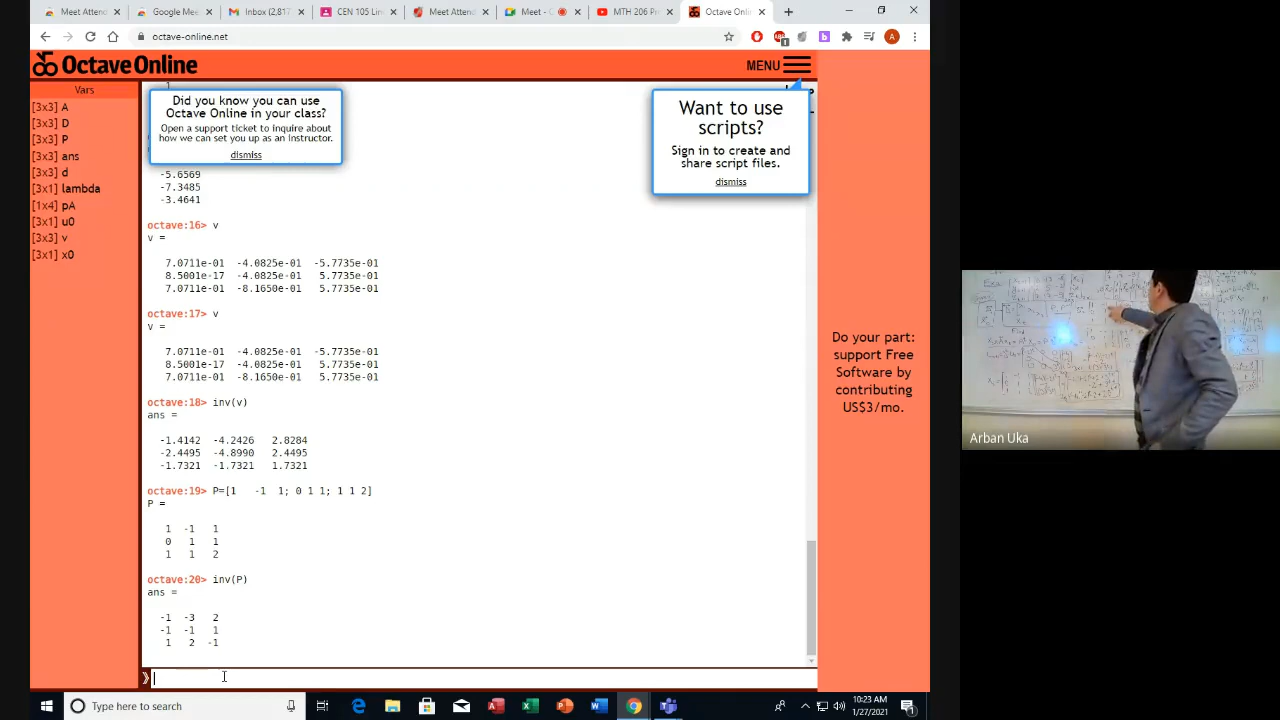 Meet Attend
Google Mee
Inbox (2,817
CEN 105 Lin
Meet Attend
Meet - C
MTH 206 Pr
Octave Onlin
octave-online.net
Octave Online
MENU
Vars
[3x3] A
[3x3] D
[3x3] P
[3x3] ans
[3x3] d
[3x1] lambda
[1x4] pA
[3x1] u0
[3x3] v
[3x1] x0
Did you know you can use
Octave Online in your class?
Open a support ticket to inquire about
how we can set you up as an Instructor.
dismiss
Want to use
scripts?
Sign in to create and
share script files.
dismiss
-5.6569
-7.3485
-3.4641
octave:16> v
v =
7.0711e-01 -4.0825e-01 -5.7735e-01
8.5001e-17 -4.0825e-01 5.7735e-01
7.0711e-01 -8.1650e-01 5.7735e-01
octave:17> v
v =
7.0711e-01 -4.0825e-01 -5.7735e-01
8.5001e-17 -4.0825e-01 5.7735e-01
7.0711e-01 -8.1650e-01 5.7735e-01
octave:18> inv(v)
ans =
-1.4142 -4.2426 2.8284
-2.4495 -4.8990 2.4495
-1.7321 -1.7321 1.7321
octave:19> P=[1 -1 1; 0 1 1; 1 1 2]
P =
1 -1 1
0 1 1
1 1 2
octave:20> inv(P)
ans =
-1 -3 2
-1 -1 1
1 2 -1
Do your part:
support Free
Software by
contributing
US$3/mo.
Arban Uka
Type here to search
10:23 AM
1/27/2021